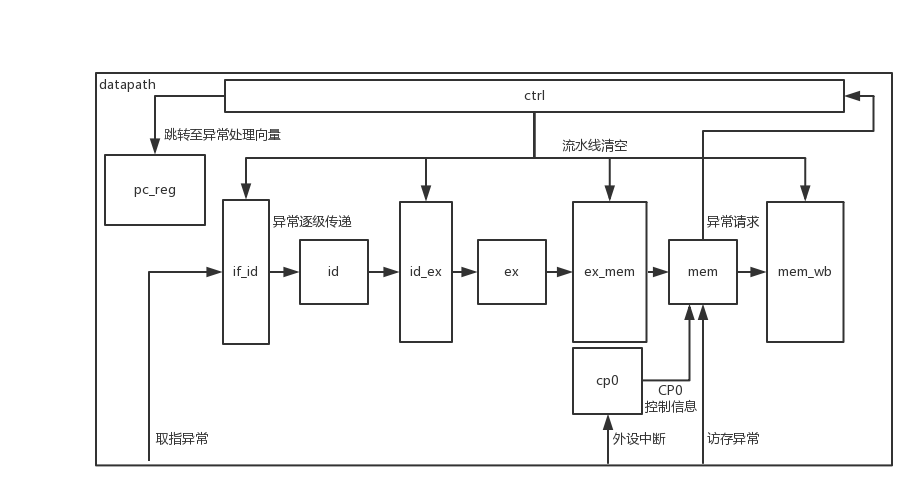 datapath
ctrl
跳转至异常处理向量
流水线清空
pc_reg
异常逐级传递
异常请求
if_id
id
id_ex
ex
ex_mem
mem
mem_wb
cp0
CP0
控制信息
取指异常
外设中断
访存异常